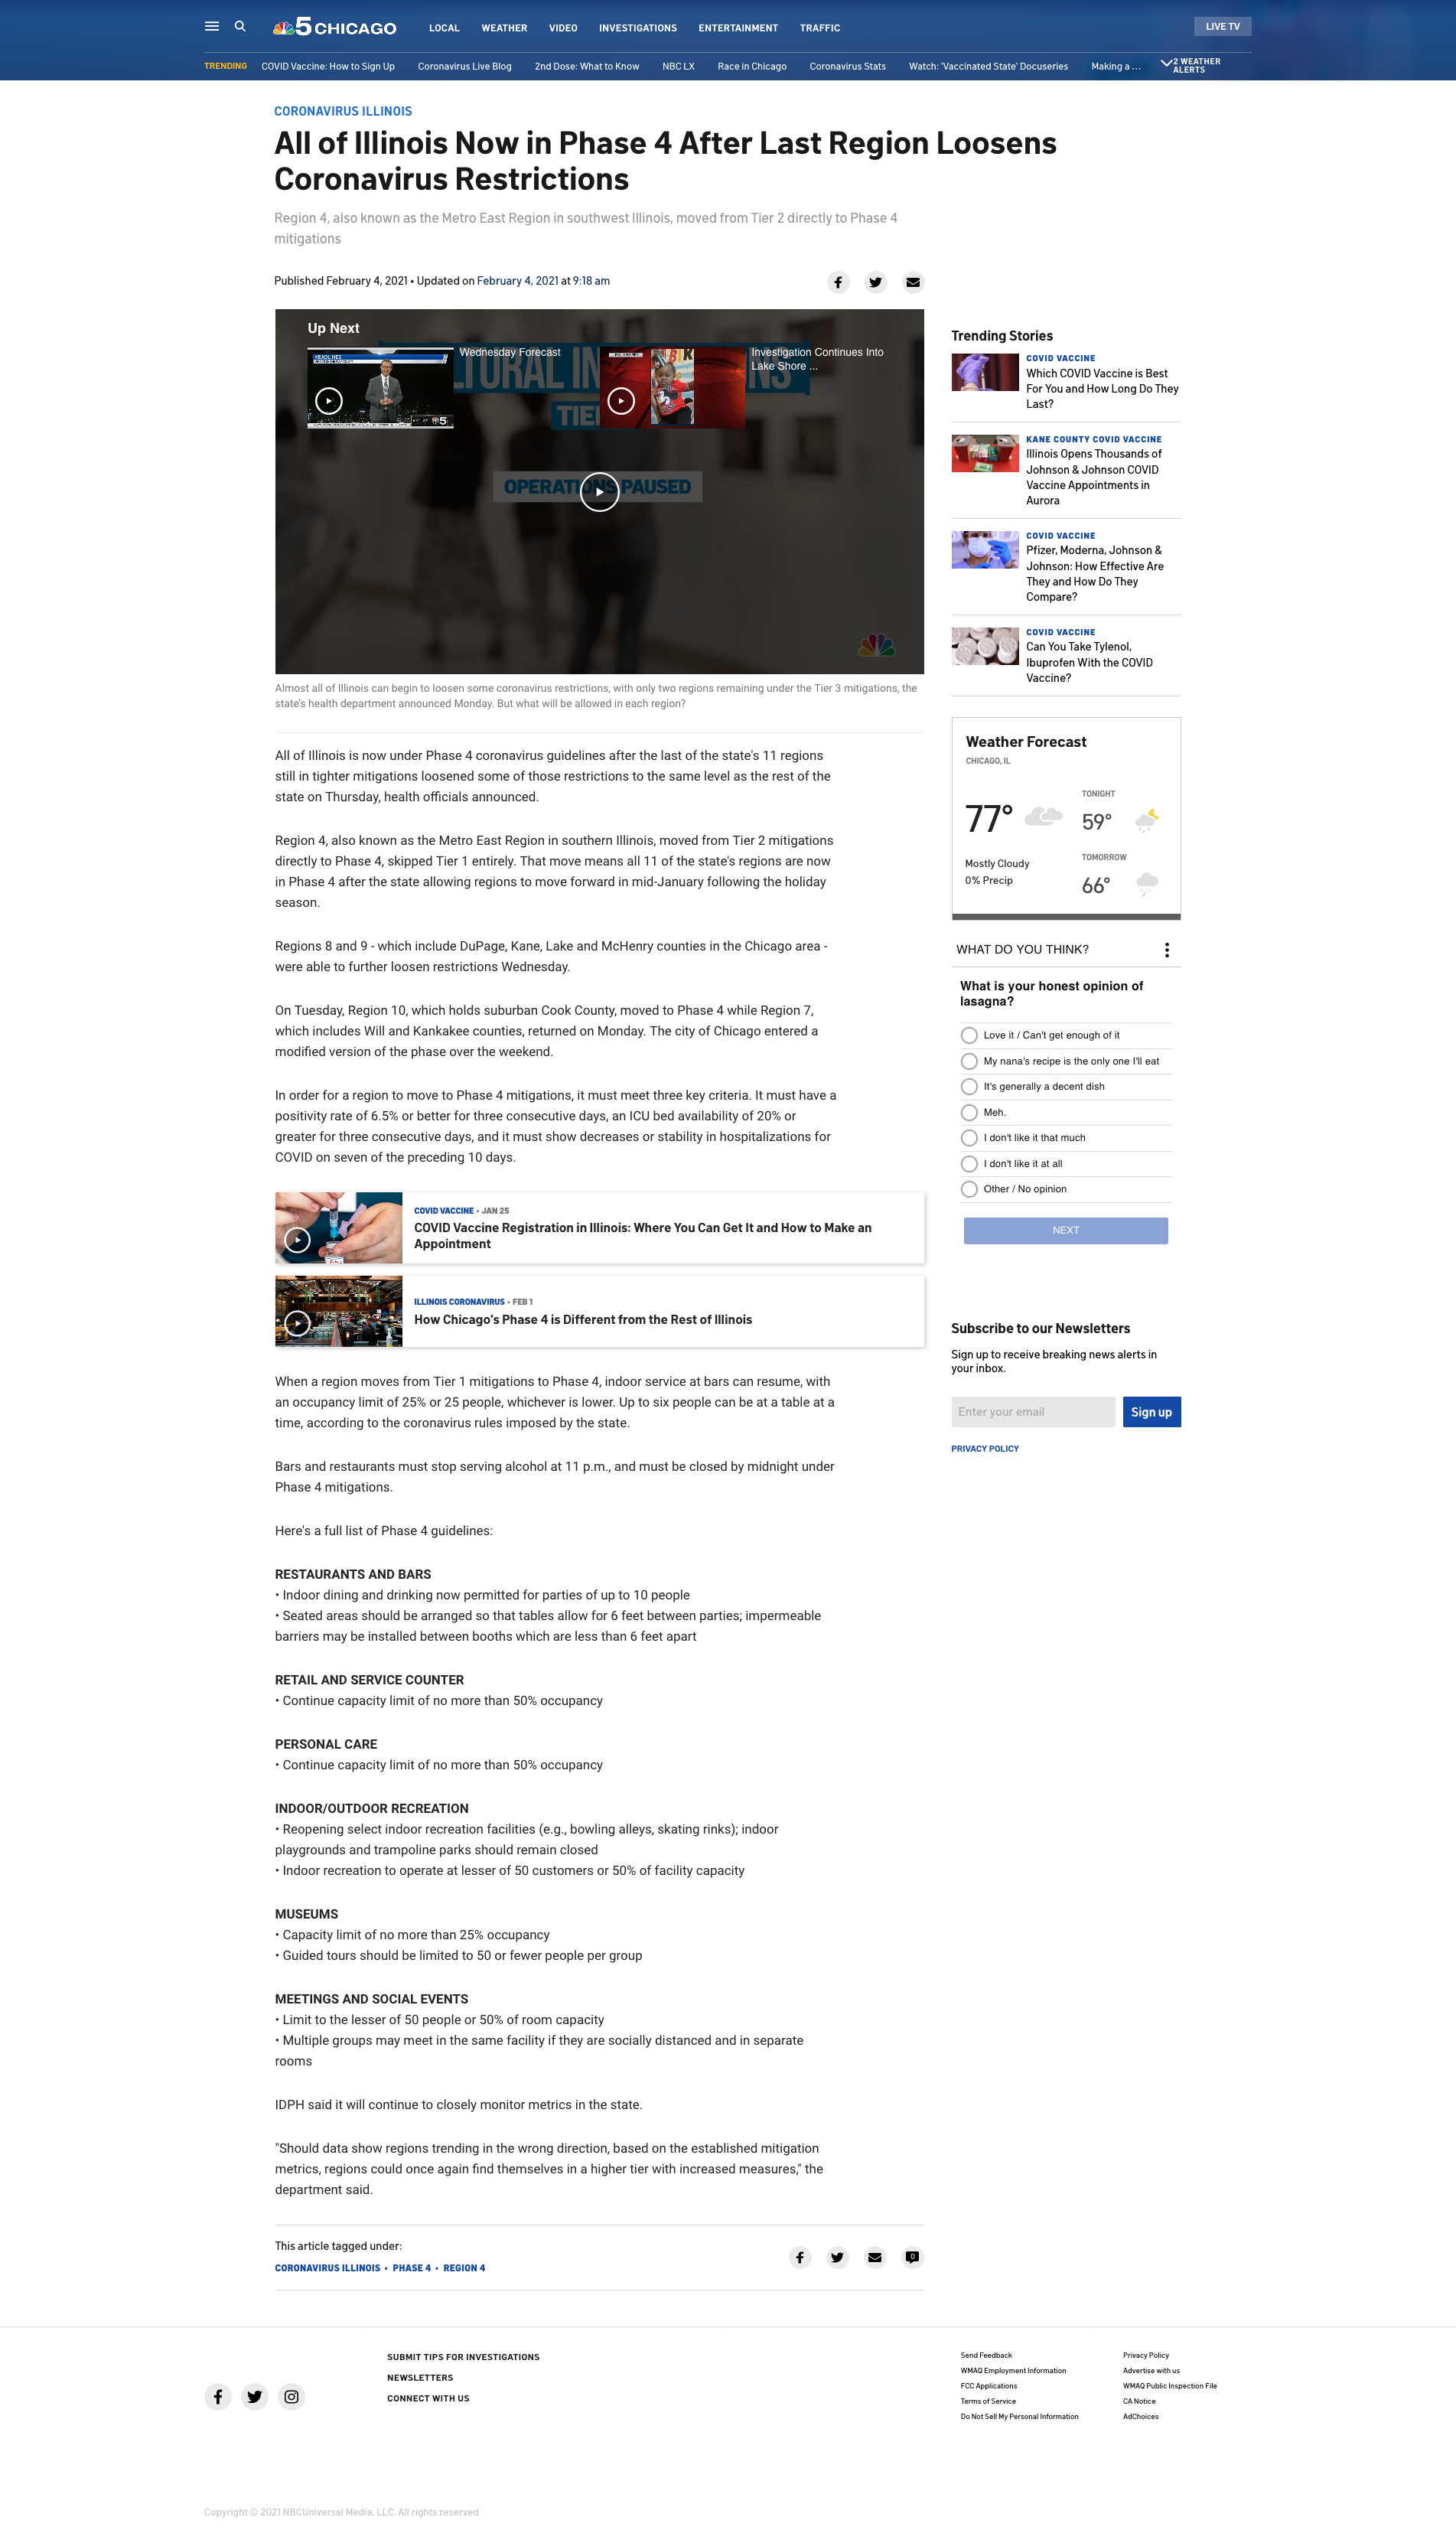 5 CHICAGO
LOCAL WEATHER VIDEO INVESTIGATIONS ENTERTAINMENT TRAFFIC
LIVE TV
TRENDING COVID Vaccine: How to Sign Up Coronavirus Live Blog 2nd Dose: What to Know NBC LX Race in Chicago Coronavirus Stats Watch: 'Vaccinated State' Docuseries Making a ...
2 WEATHER
ALERTS
CORONAVIRUS ILLINOIS
All of Illinois Now in Phase 4 After Last Region Loosens
Coronavirus Restrictions
Region 4, also known as the Metro East Region in southwest Illinois, moved from Tier 2 directly to Phase 4
mitigations
Published February 4, 2021 • Updated on February 4, 2021 at 9:18 am
Up Next
HEADLINES
Wednesday Forecast
Investigation Continues Into
Lake Shore ...
TIE
OPERATIONS PAUSED
Almost all of Illinois can begin to loosen some coronavirus restrictions, with only two regions remaining under the Tier 3 mitigations, the
state's health department announced Monday. But what will be allowed in each region?
All of Illinois is now under Phase 4 coronavirus guidelines after the last of the state's 11 regions
still in tighter mitigations loosened some of those restrictions to the same level as the rest of the
state on Thursday, health officials announced.
Region 4, also known as the Metro East Region in southern Illinois, moved from Tier 2 mitigations
directly to Phase 4, skipped Tier 1 entirely. That move means all 11 of the state's regions are now
in Phase 4 after the state allowing regions to move forward in mid-January following the holiday
season.
Regions 8 and 9 - which include DuPage, Kane, Lake and McHenry counties in the Chicago area -
were able to further loosen restrictions Wednesday.
On Tuesday, Region 10, which holds suburban Cook County, moved to Phase 4 while Region 7,
which includes Will and Kankakee counties, returned on Monday. The city of Chicago entered a
modified version of the phase over the weekend.
In order for a region to move to Phase 4 mitigations, it must meet three key criteria. It must have a
positivity rate of 6.5% or better for three consecutive days, an ICU bed availability of 20% or
greater for three consecutive days, and it must show decreases or stability in hospitalizations for
COVID on seven of the preceding 10 days.
COVID VACCINE • JAN 25
COVID Vaccine Registration in Illinois: Where You Can Get It and How to Make an
Appointment
ILLINOIS CORONAVIRUS • FEB 1
How Chicago's Phase 4 is Different from the Rest of Illinois
When a region moves from Tier 1 mitigations to Phase 4, indoor service at bars can resume, with
an occupancy limit of 25% or 25 people, whichever is lower. Up to six people can be at a table at a
time, according to the coronavirus rules imposed by the state.
Bars and restaurants must stop serving alcohol at 11 p.m., and must be closed by midnight under
Phase 4 mitigations.
Here's a full list of Phase 4 guidelines:
RESTAURANTS AND BARS
• Indoor dining and drinking now permitted for parties of up to 10 people
• Seated areas should be arranged so that tables allow for 6 feet between parties; impermeable
barriers may be installed between booths which are less than 6 feet apart
RETAIL AND SERVICE COUNTER
• Continue capacity limit of no more than 50% occupancy
PERSONAL CARE
• Continue capacity limit of no more than 50% occupancy
INDOOR/OUTDOOR RECREATION
• Reopening select indoor recreation facilities (e.g., bowling alleys, skating rinks); indoor
playgrounds and trampoline parks should remain closed
• Indoor recreation to operate at lesser of 50 customers or 50% of facility capacity
MUSEUMS
• Capacity limit of no more than 25% occupancy
• Guided tours should be limited to 50 or fewer people per group
MEETINGS AND SOCIAL EVENTS
• Limit to the lesser of 50 people or 50% of room capacity
• Multiple groups may meet in the same facility if they are socially distanced and in separate
rooms
IDPH said it will continue to closely monitor metrics in the state.
"Should data show regions trending in the wrong direction, based on the established mitigation
metrics, regions could once again find themselves in a higher tier with increased measures," the
department said.
This article tagged under:
CORONAVIRUS ILLINOIS • PHASE 4 • REGION 4
0
Trending Stories
COVID VACCINE
Which COVID Vaccine is Best
For You and How Long Do They
Last?
KANE COUNTY COVID VACCINE
Illinois Opens Thousands of
Johnson & Johnson COVID
Vaccine Appointments in
Aurora
COVID VACCINE
Pfizer, Moderna, Johnson &
Johnson: How Effective Are
They and How Do They
Compare?
COVID VACCINE
Can You Take Tylenol,
Ibuprofen With the COVID
Vaccine?
Weather Forecast
CHICAGO, IL
77°
Mostly Cloudy
0% Precip
TONIGHT
59°
TOMORROW
66°
WHAT DO YOU THINK?
What is your honest opinion of
lasagna?
Love it / Can't get enough of it
My nana's recipe is the only one I'll eat
It's generally a decent dish
Meh.
I don't like it that much
I don't like it at all
Other / No opinion
NEXT
Subscribe to our Newsletters
Sign up to receive breaking news alerts in
your inbox.
Enter your email
Sign up
PRIVACY POLICY
SUBMIT TIPS FOR INVESTIGATIONS
NEWSLETTERS
CONNECT WITH US
Send Feedback
WMAQ Employment Information
FCC Applications
Terms of Service
Do Not Sell My Personal Information
Privacy Policy
Advertise with us
WMAQ Public Inspection File
CA Notice
AdChoices
Copyright © 2021 NBCUniversal Media, LLC. All rights reserved